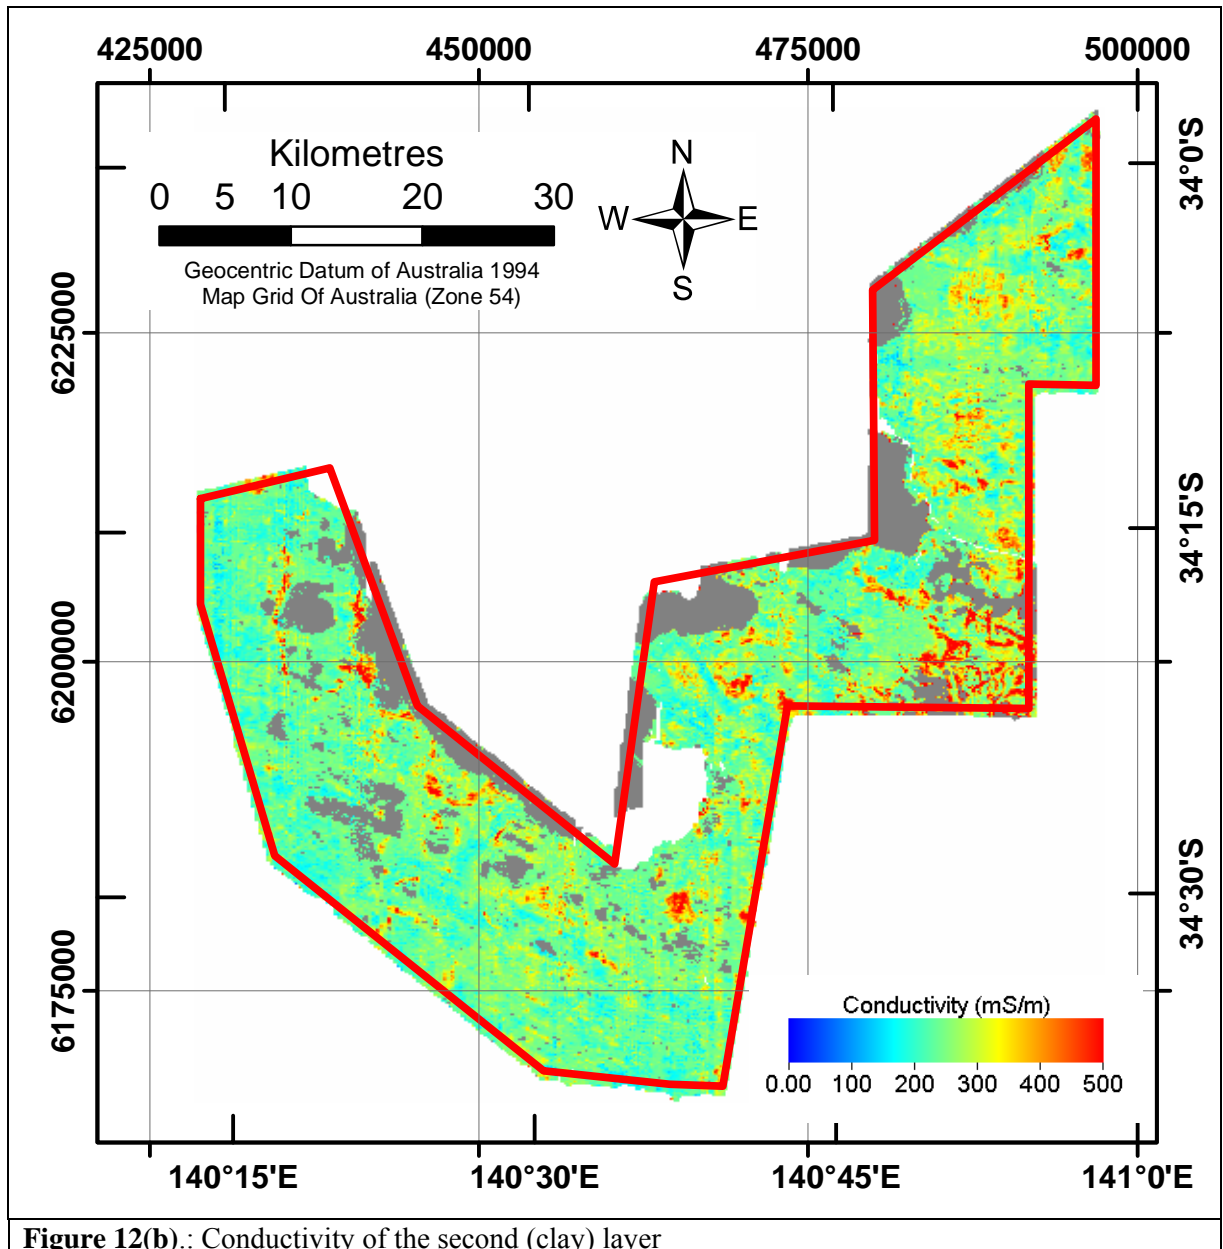 425000 450000 475000 500000
Kilometres
0 5 10 20 30
Geocentric Datum of Australia 1994
Map Grid Of Australia (Zone 54)
N
W E
S
34°0'S
6225000
34°15'S
6200000
34°30'S
6175000
Conductivity (mS/m)
0.00 100 200 300 400 500
140°15'E 140°30'E 140°45'E 141°0'E
Figure 12(b).: Conductivity of the second (clay) layer